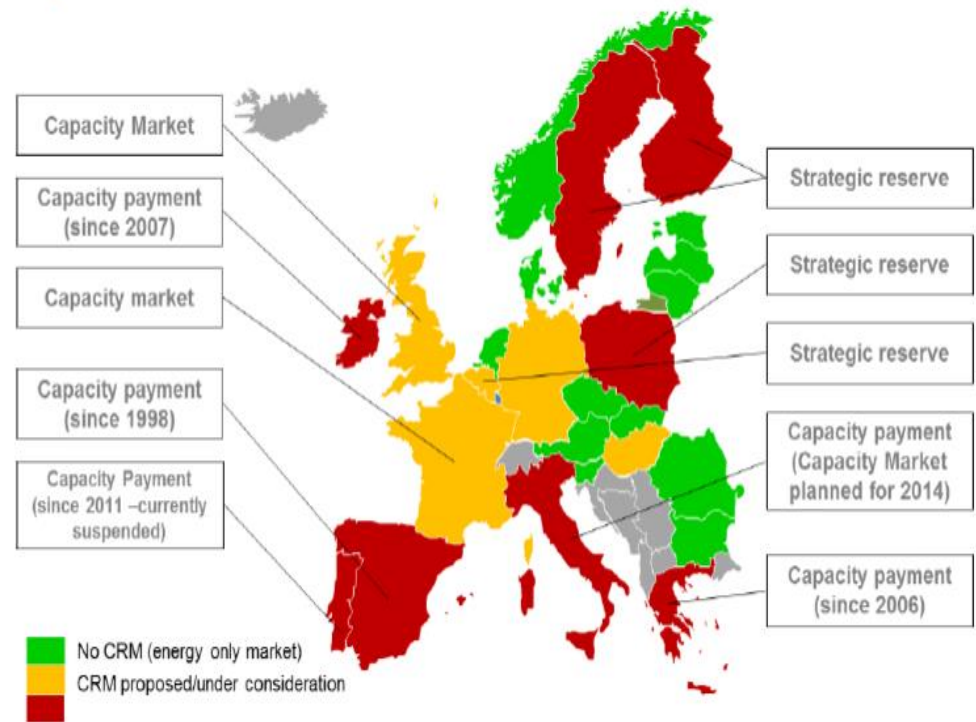 Capacity Market
Capacity payment
(since 2007)
Capacity market
Capacity payment
(since 1998)
Capacity Payment
(since 2011 –currently
suspended)
Strategic reserve
Strategic reserve
Strategic reserve
Capacity payment
(Capacity Market
planned for 2014)
Capacity payment
(since 2006)
No CRM (energy only market)
CRM proposed/under consideration